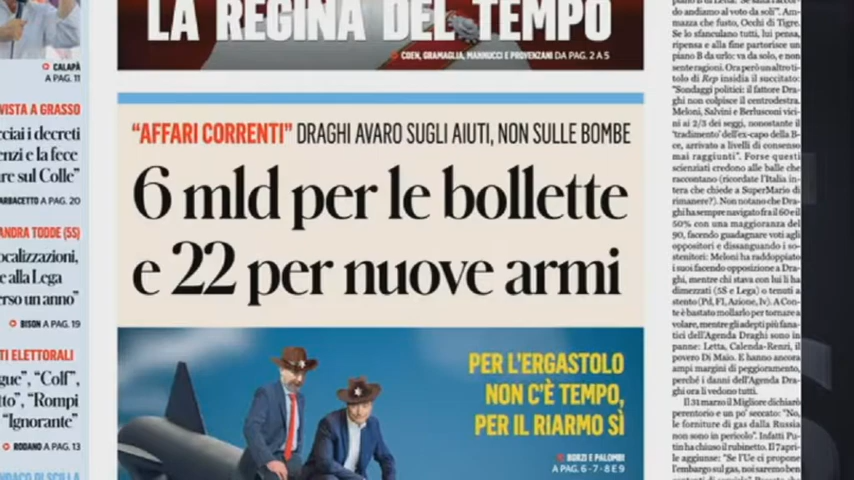 LA REGINA DEL TEMPO
COEN, GRAMAGLIA, MANNUCCI E PROVENZANI DA PAG. 2 A 5
CALAPÀ
A PAG. 11
VISTA A GRASSO
ciai i decreti
enzi e la fece
re sul Colle”
BARBACETTO A PAG. 20
ANDRA TODDE (5S)
ocalizzazioni,
e alla Lega
erso un anno”
BISON A PAG. 19
TI ELETTORALI
gue”, “Colf”,
tto”, “Rompi
“Ignorante”
RODANO A PAG. 13
NDACO DI SCILLA
“AFFARI CORRENTI” DRAGHI AVARO SUGLI AIUTI, NON SULLE BOMBE
6 mld per le bollette
e 22 per nuove armi
PER L'ERGASTOLO
NON C'È TEMPO,
PER IL RIARMO SÌ
BORZI E PALOMBI
A PAG. 6 - 7 - 8 E 9
andiamo al voto da soli”. Am-
mazza che fusto, Occhi di Tigre.
Se lo sfanculano tutti, lui pensa,
ripensa e alla fine partorisce un
piano B da urlo: va da solo, e non
sente ragioni. Ora però un altro ti-
tolo di Rep insidia il succitato:
“Sondaggi politici: il fattore Dra-
ghi non colpisce il centrodestra.
Meloni, Salvini e Berlusconi vici-
ni ai 2/3 dei seggi, nonostante il
‘tradimento’ dell'ex-capo della B-
ce, arrivato a livelli di consenso
mai raggiunti”. Forse questi
scienziati credono alle balle che
raccontano (ricordate l'Italia in-
tera che chiede a SuperMario di
rimanere?). Non notano che Dra-
ghi ha sempre navigato fra il 60 e il
50% con una maggioranza del
90, facendo guadagnare voti agli
oppositori e dissanguando i so-
stenitori: Meloni ha raddoppiato
i suoi facendo opposizione a Dra-
ghi, mentre chi stava con lui li ha
dimezzati (5S e Lega) o tenuti a
stento (Pd, FI, Azione, Iv). A Con-
te è bastato mollarlo per tornare a
volare, mentre gli adepti più fana-
tici dell'Agenda Draghi sono in
panne: Letta, Calenda-Renzi, il
povero Di Maio. E hanno ancora
ampi margini di peggioramento,
perché i danni dell'Agenda Dra-
ghi ora li vedono tutti.
Il 31 marzo il Migliore dichiarò
perentorio e un po' seccato: “No,
le forniture di gas dalla Russia
non sono in pericolo”. Infatti Pu-
tin ha chiuso il rubinetto. Il 7 apri-
le aggiunse: “Se l'Ue ci propone
l'embargo sul gas, noi saremo ben